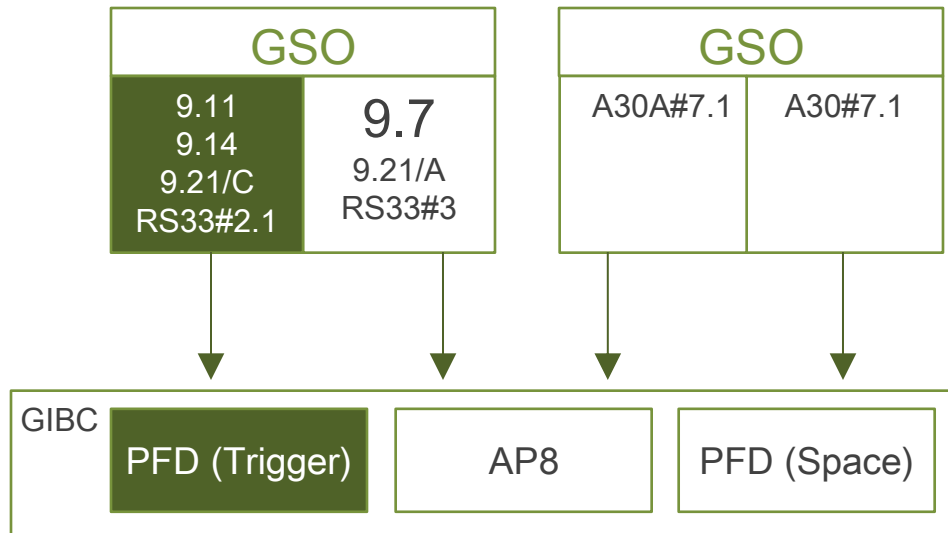 GSO
9.11
9.14
9.21/C
RS33#2.1
9.7
9.21/A
RS33#3
GSO
A30A#7.1
A30#7.1
GIBC
PFD (Trigger)
AP8
PFD (Space)